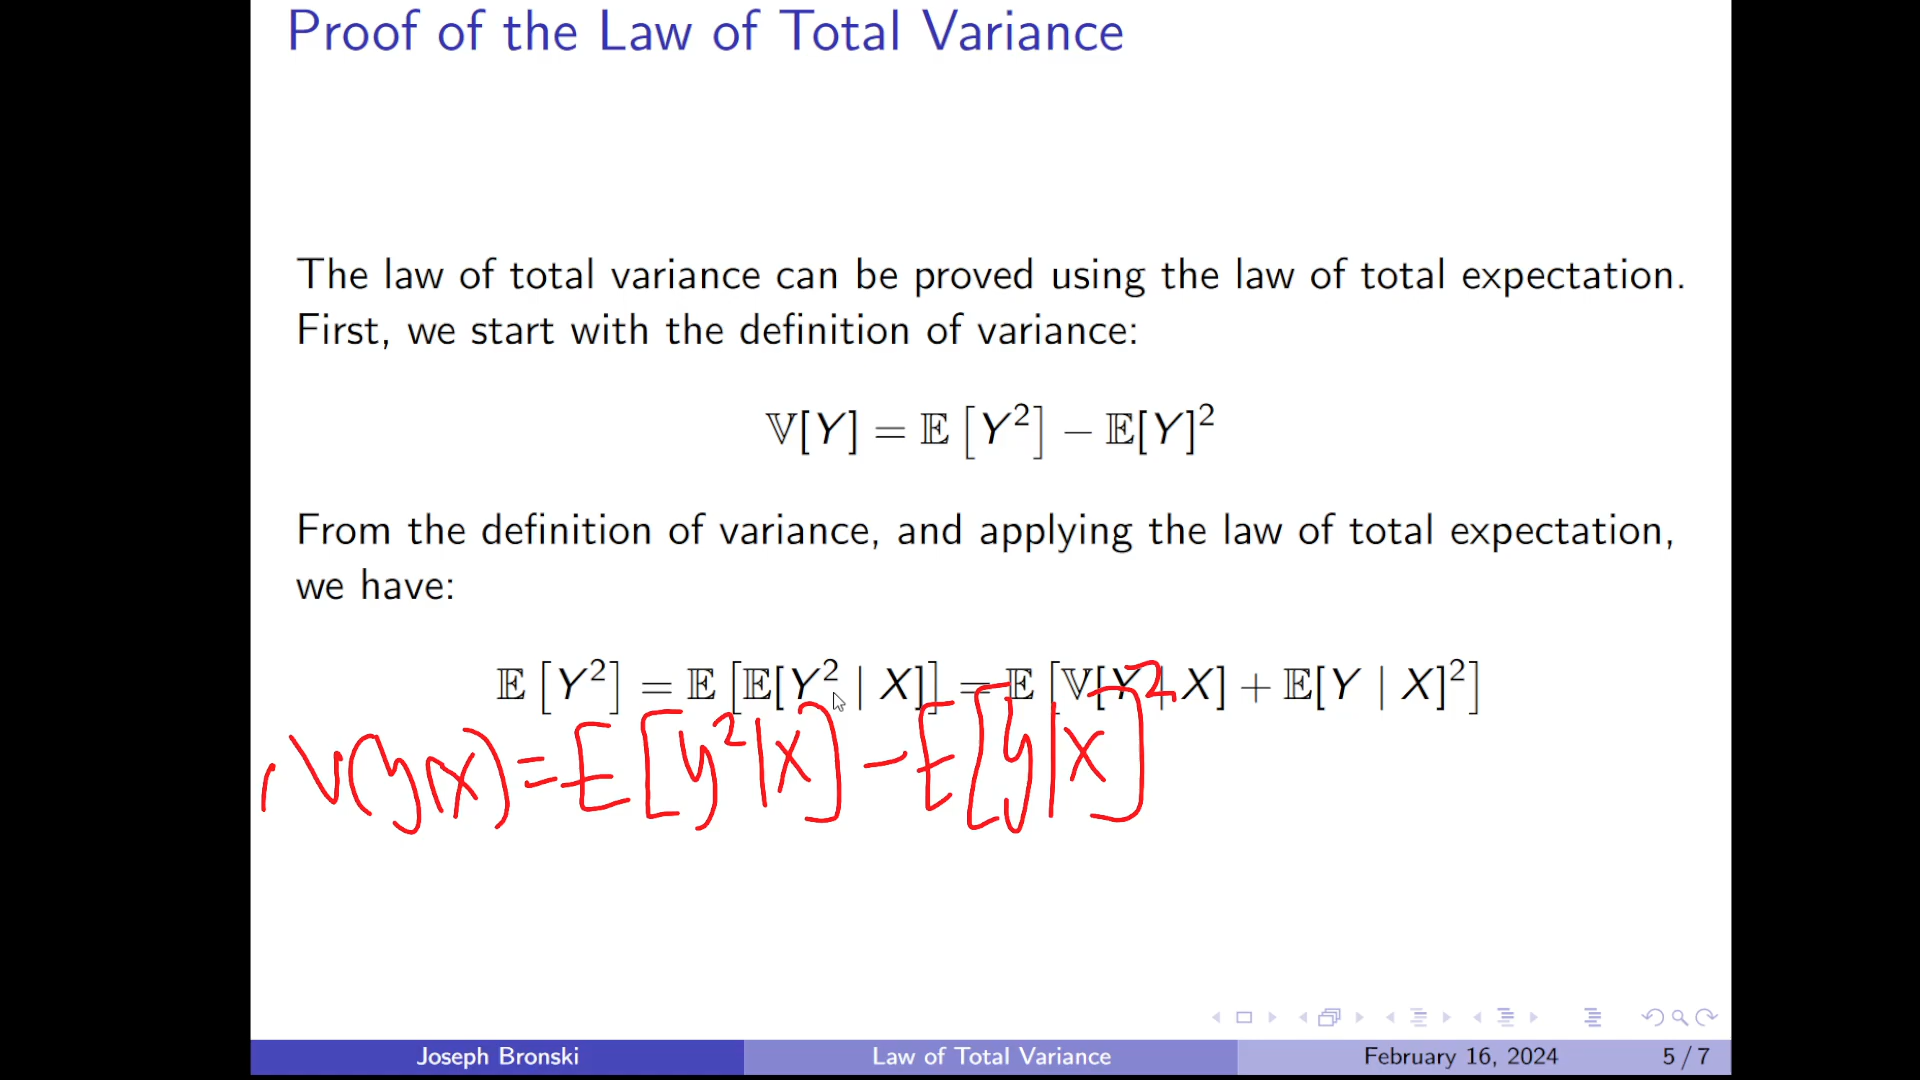 Proof of the Law of Total Variance
The law of total variance can be proved using the law of total expectation.
First, we start with the definition of variance:
𝕍[Y] = 𝔼[Y²] − 𝔼[Y]²
From the definition of variance, and applying the law of total expectation,
we have:
𝔼[Y²] = 𝔼[𝔼[Y² | X]] = 𝔼[𝕍[Y | X] + 𝔼[Y | X]²]
V(y|x) = E[y²|x] − E[y|x]²
Joseph Bronski Law of Total Variance February 16, 2024 5 / 7